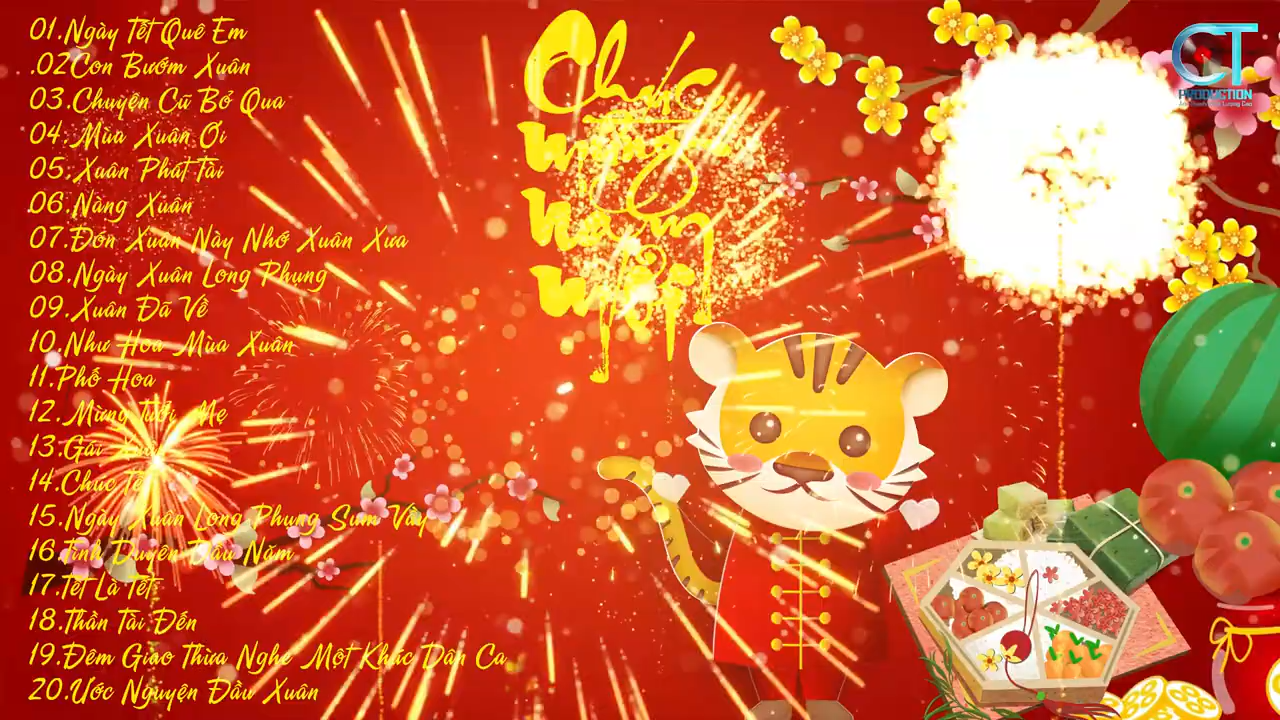 01.Ngày Tết Quê Em
.02Con Bướm Xuân
03.Chuyện Cũ Bỏ Qua
04. Mùa Xuân Ơi
05.Xuân Phát Tài
06.Nàng Xuân
07.Đón Xuân Này Nhớ Xuân Xưa
08.Ngày Xuân Long Phụng
09.Xuân Đã Về
10.Như Hoa Mùa Xuân
11.Phố Hoa
12. Mừng Tuổi Mẹ
13.Gái Xuân
14.Chúc Tế
15.Ngày Xuân Long Phụng Sum Vầy
16.Tình Duyên Đầu Năm
17.Tết Là Tết
18.Thần Tài Đến
19.Đêm Giao Thừa Nghe Một Khúc Dân Ca
20.Ước Nguyện Đầu Xuân
Chúc
mừng
năm
mới
CT
PRODUCTION